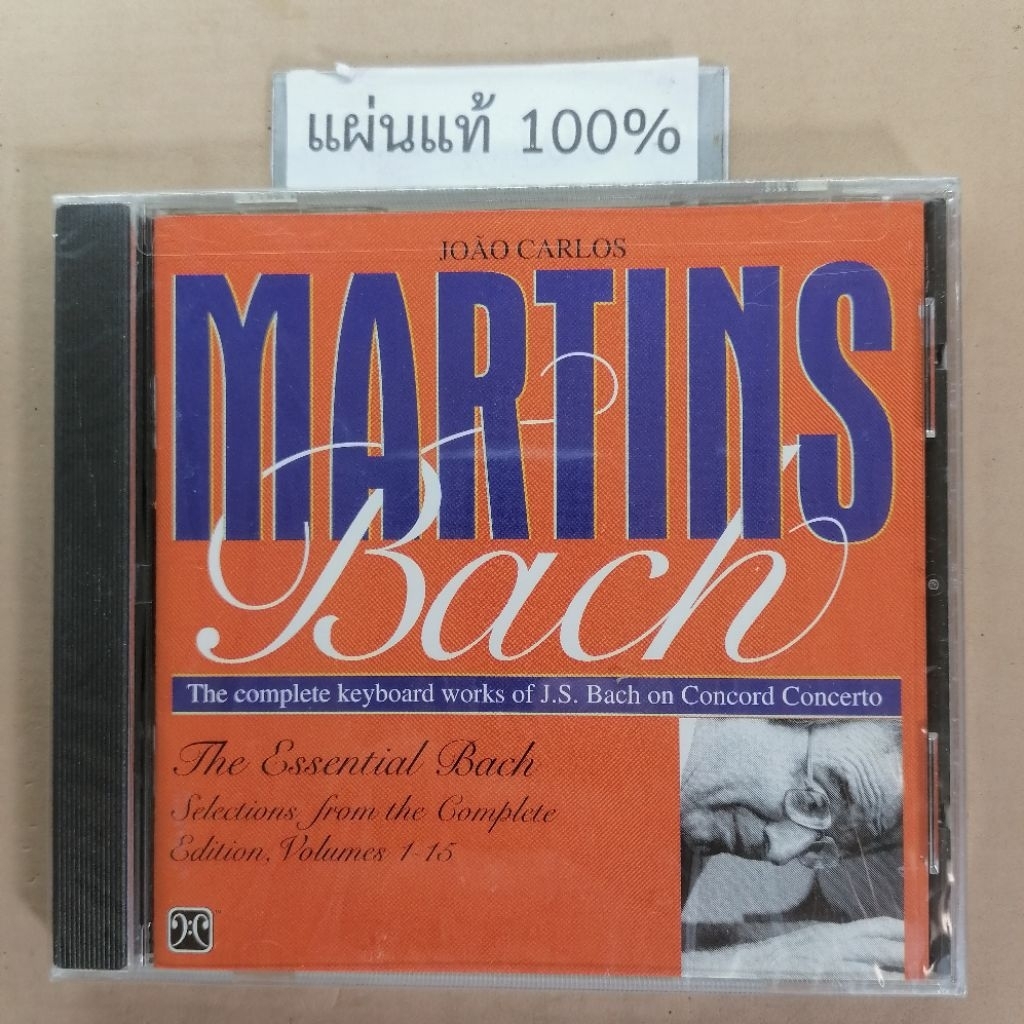 แผ่นแท้ 100%
JOÃO CARLOS
MARTINS
Bach
The complete keyboard works of J.S. Bach on Concord Concerto
The Essential Bach
Selections from the Complete
Edition, Volumes 1-15